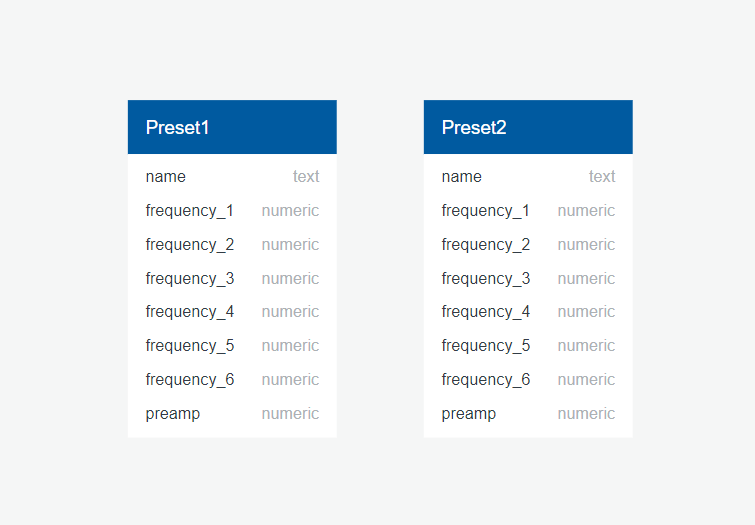 Preset1
name text
frequency_1 numeric
frequency_2 numeric
frequency_3 numeric
frequency_4 numeric
frequency_5 numeric
frequency_6 numeric
preamp numeric
Preset2
name text
frequency_1 numeric
frequency_2 numeric
frequency_3 numeric
frequency_4 numeric
frequency_5 numeric
frequency_6 numeric
preamp numeric